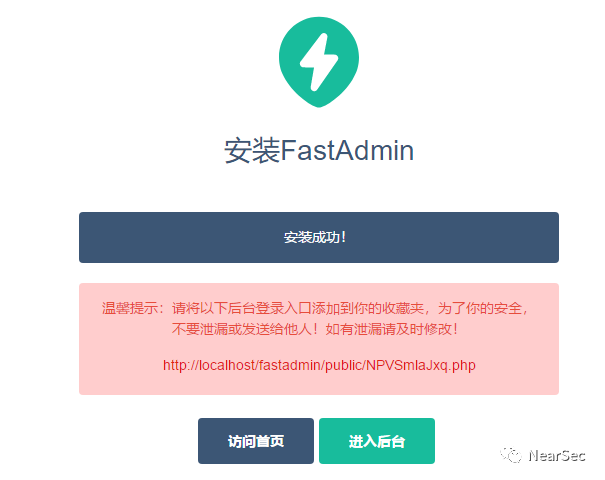 安装FastAdmin
安装成功！
温馨提示：请将以下后台登录入口添加到你的收藏夹，为了你的安全，
不要泄漏或发送给他人！如有泄漏请及时修改！
http://localhost/fastadmin/public/NPVSmlaJxq.php
访问首页 进入后台
NearSec